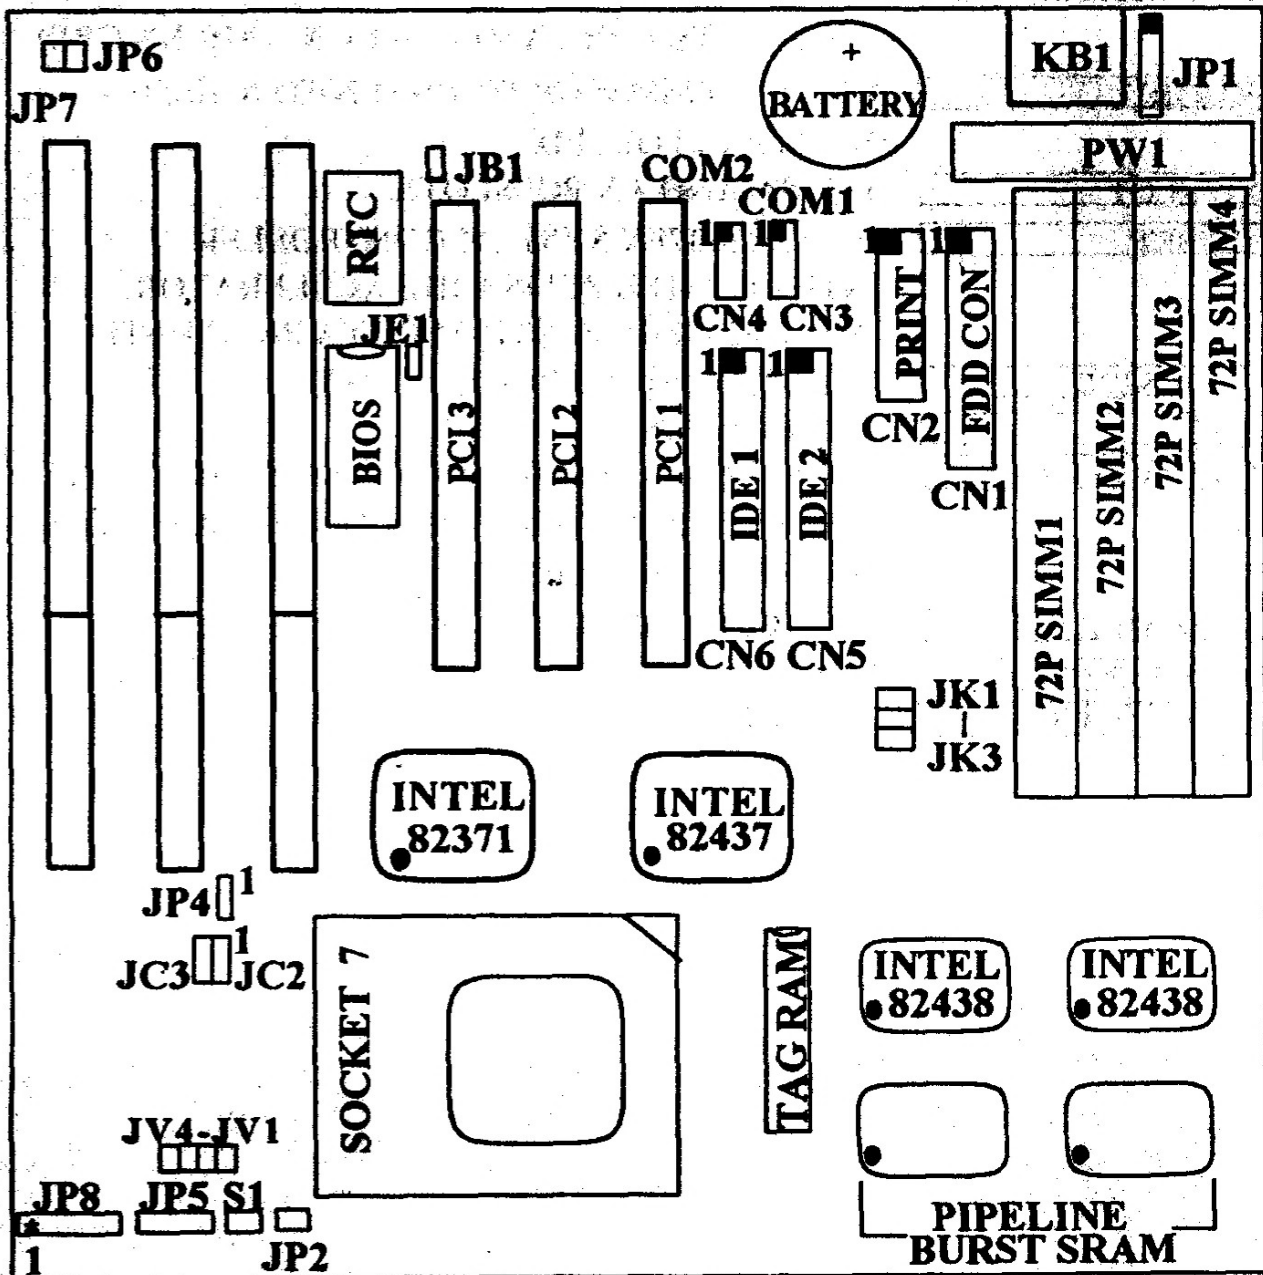 JP6
JP7
+
BATTERY
KB1
JP1
PW1
RTC
JB1
COM2
COM1
1
1
CN4
CN3
1
PRINT
CN2
1
FDD CON
CN1
72P SIMM1
72P SIMM2
72P SIMM3
72P SIMM4
JE1
BIOS
PCI 3
PCI 2
PCI 1
1
IDE 1
CN6
1
IDE 2
CN5
JK1
|
JK3
INTEL
82371
INTEL
82437
JP4
1
JC3
1
JC2
SOCKET 7
TAG RAM
INTEL
82438
INTEL
82438
JV4-JV1
JP8
*
1
JP5
S1
JP2
PIPELINE
BURST SRAM